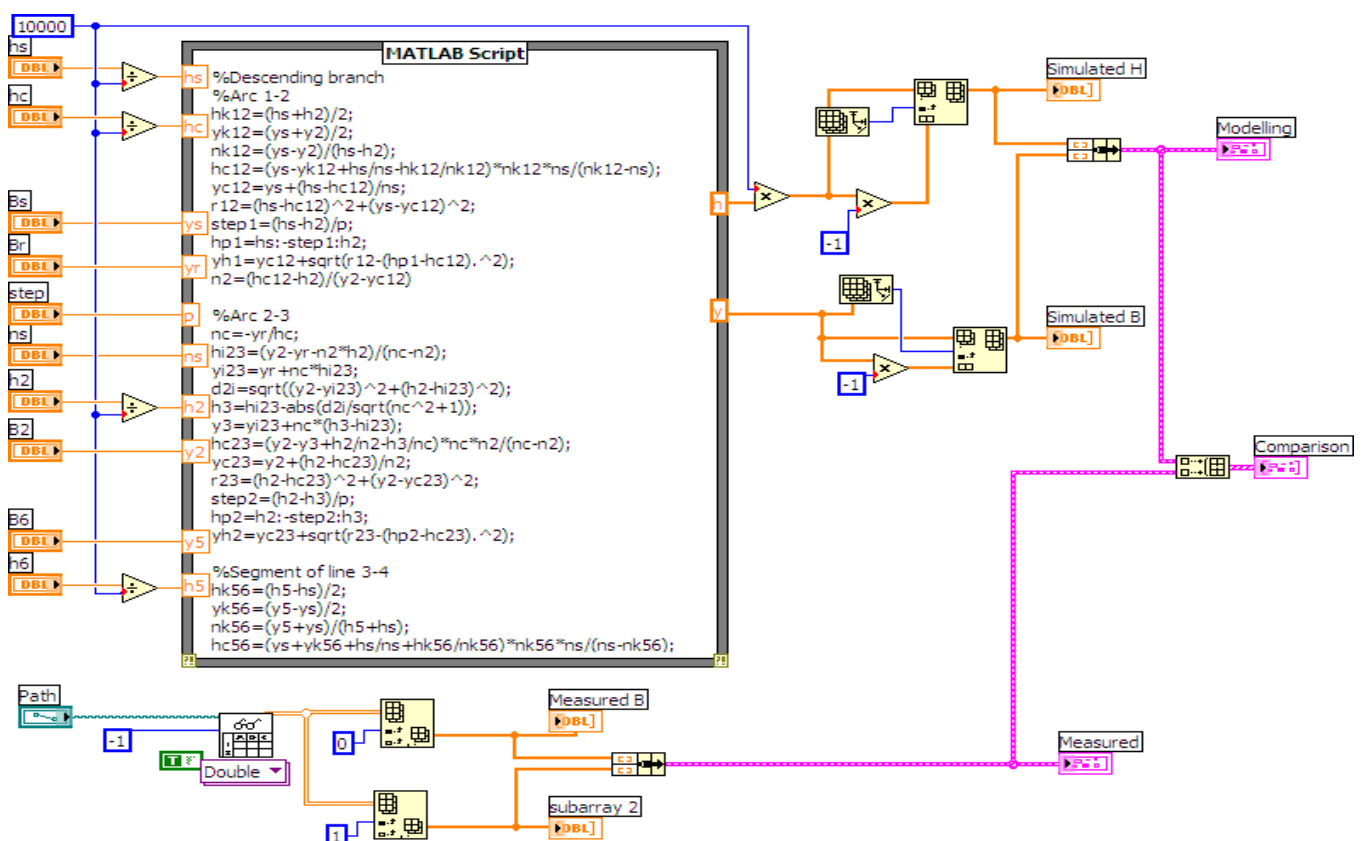 10000
hs
DBL
hc
DBL
Bs
DBL
Br
DBL
step
DBL
ns
DBL
h2
DBL
B2
DBL
B6
DBL
h6
DBL
÷
÷
÷
÷
MATLAB Script
hs
hc
ys
yr
p
ns
h2
y2
y5
h5
%Descending branch
%Arc 1-2
hk12=(hs+h2)/2;
yk12=(ys+y2)/2;
nk12=(ys-y2)/(hs-h2);
hc12=(ys-yk12+hs/ns-hk12/nk12)*nk12*ns/(nk12-ns);
yc12=ys+(hs-hc12)/ns;
r12=(hs-hc12)^2+(ys-yc12)^2;
step1=(hs-h2)/p;
hp1=hs:-step1:h2;
yh1=yc12+sqrt(r12-(hp1-hc12).^2);
n2=(hc12-h2)/(y2-yc12)
%Arc 2-3
nc=-yr/hc;
hi23=(y2-yr-n2*h2)/(nc-n2);
yi23=yr+nc*hi23;
d2i=sqrt((y2-yi23)^2+(h2-hi23)^2);
h3=hi23-abs(d2i/sqrt(nc^2+1));
y3=yi23+nc*(h3-hi23);
hc23=(y2-y3+h2/n2-h3/nc)*nc*n2/(nc-n2);
yc23=y2+(h2-hc23)/n2;
r23=(h2-hc23)^2+(y2-yc23)^2;
step2=(h2-h3)/p;
hp2=h2:-step2:h3;
yh2=yc23+sqrt(r23-(hp2-hc23).^2);
%Segment of line 3-4
hk56=(h5-hs)/2;
yk56=(y5-ys)/2;
nk56=(y5+ys)/(h5+hs);
hc56=(ys+yk56+hs/ns+hk56/nk56)*nk56*ns/(ns-nk56);
h
y
×
×
-1
×
-1
Simulated H
DBL]
Modelling
Simulated B
DBL]
Comparison
Path
-1
T
Double
0
1
Measured B
DBL]
subarray 2
DBL]
Measured